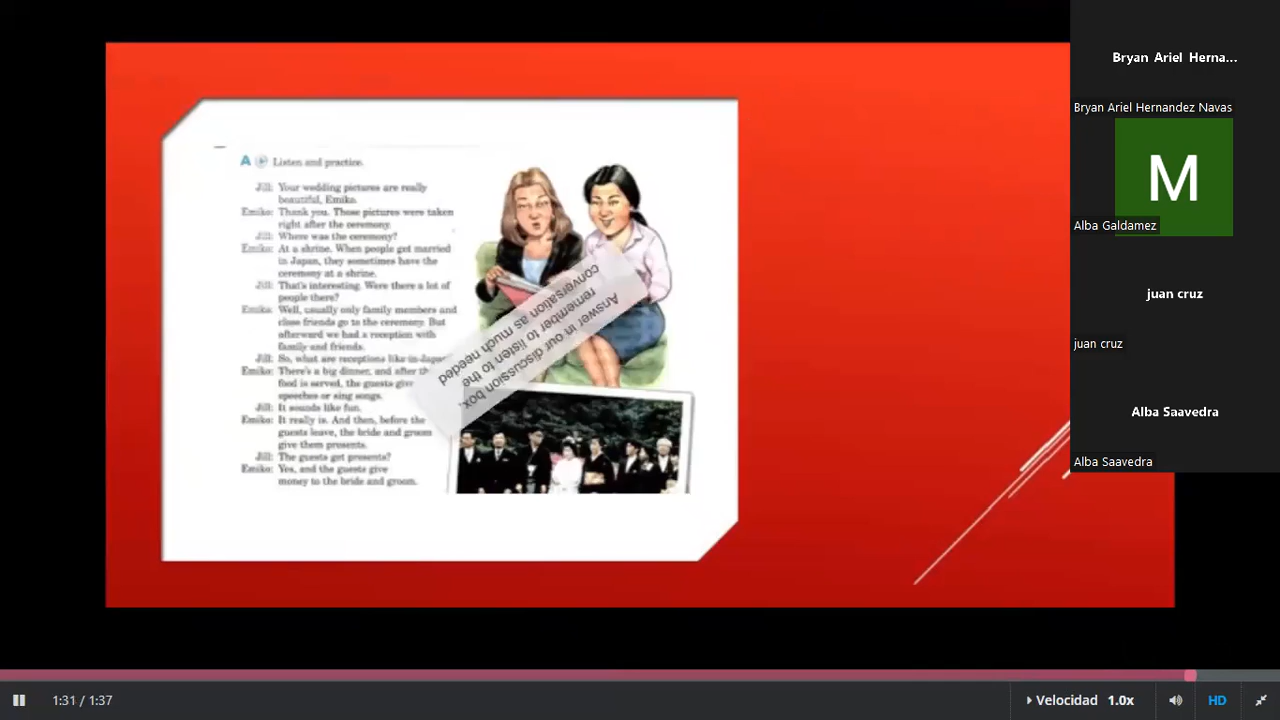 A Listen and practice.
Jill: Your wedding pictures are really
beautiful, Emiko.
Emiko: Thank you. Those pictures were taken
right after the ceremony.
Jill: Where was the ceremony?
Emiko: At a shrine. When people get married
in Japan, they sometimes have the
ceremony at a shrine.
Jill: That's interesting. Were there a lot of
people there?
Emiko: Well, usually only family members and
close friends go to the ceremony. But
afterward we had a reception with
family and friends.
Jill: So, what are receptions like in Japan
Emiko: There's a big dinner, and after th
food is served, the guests give
speeches or sing songs.
Jill: It sounds like fun.
Emiko: It really is. And then, before the
guests leave, the bride and groom
give them presents.
Jill: The guests get presents?
Emiko: Yes, and the guests give
money to the bride and groom.
Answer in our discussion box,
remember to listen to the
conversation as much needed
Bryan Ariel Herna...
Bryan Ariel Hernandez Navas
M
Alba Galdamez
juan cruz
juan cruz
Alba Saavedra
Alba Saavedra
1:31 / 1:37
Velocidad 1.0x
HD